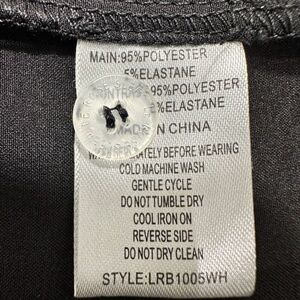 MAIN:95%POLYESTER
5%ELASTANE
95%POLYESTER
%ELASTANE
MADE N CHINA
ATELY BEFORE WEARING
COLD MACHINE WASH
GENTLE CYCLE
DO NOT TUMBLE DRY
COOL IRON ON
REVERSE SIDE
DO NOT DRY CLEAN
STYLE:LRB1005WH